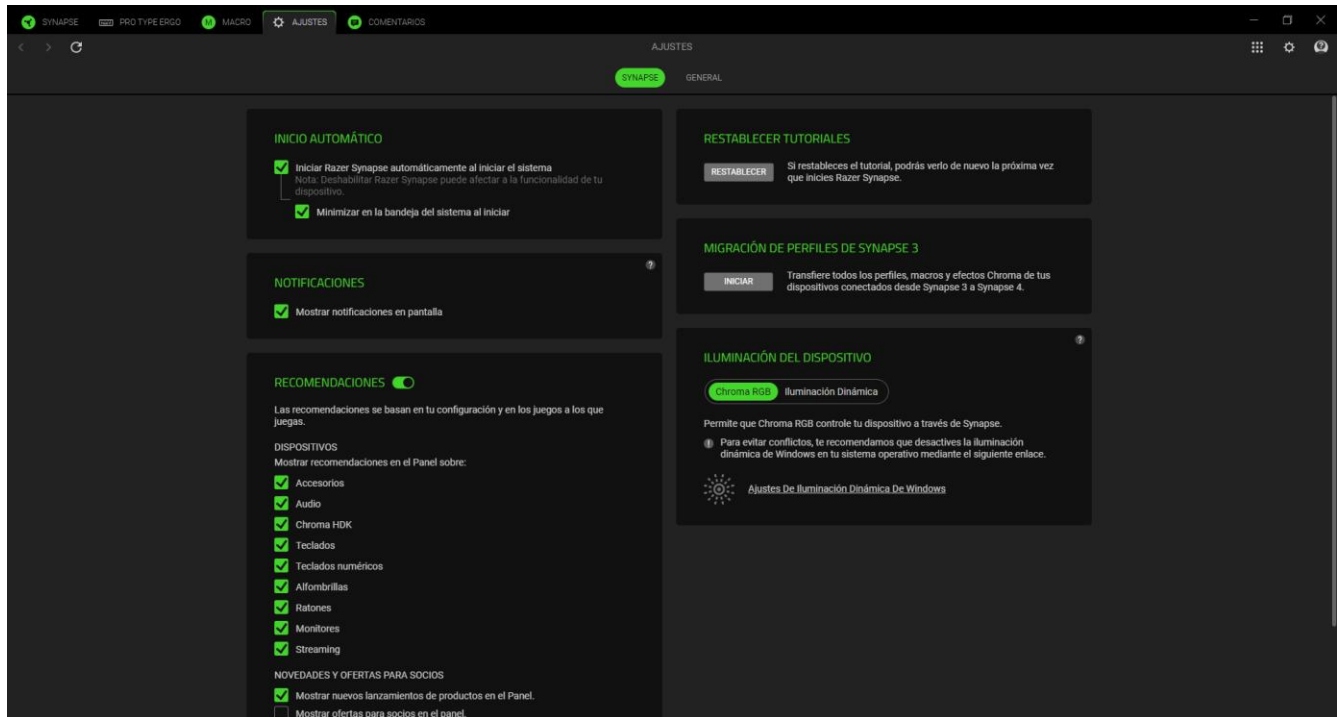 SYNAPSE
PRO TYPE ERGO
MACRO
AJUSTES
COMENTARIOS
AJUSTES
SYNAPSE
GENERAL
INICIO AUTOMÁTICO
Iniciar Razer Synapse automáticamente al iniciar el sistema
Nota: Deshabilitar Razer Synapse puede afectar a la funcionalidad de tu
dispositivo.
Minimizar en la bandeja del sistema al iniciar
NOTIFICACIONES
Mostrar notificaciones en pantalla
RECOMENDACIONES
Las recomendaciones se basan en tu configuración y en los juegos a los que
juegas.
DISPOSITIVOS
Mostrar recomendaciones en el Panel sobre:
Accesorios
Audio
Chroma HDK
Teclados
Teclados numéricos
Alfombrillas
Ratones
Monitores
Streaming
NOVEDADES Y OFERTAS PARA SOCIOS
Mostrar nuevos lanzamientos de productos en el Panel.
Mostrar ofertas para socios en el panel.
RESTABLECER TUTORIALES
RESTABLECER
Si restableces el tutorial, podrás verlo de nuevo la próxima vez
que inicies Razer Synapse.
MIGRACIÓN DE PERFILES DE SYNAPSE 3
INICIAR
Transfiere todos los perfiles, macros y efectos Chroma de tus
dispositivos conectados desde Synapse 3 a Synapse 4.
ILUMINACIÓN DEL DISPOSITIVO
Chroma RGB
Iluminación Dinámica
Permite que Chroma RGB controle tu dispositivo a través de Synapse.
Para evitar conflictos, te recomendamos que desactives la iluminación
dinámica de Windows en tu sistema operativo mediante el siguiente enlace.
Ajustes De Iluminación Dinámica De Windows